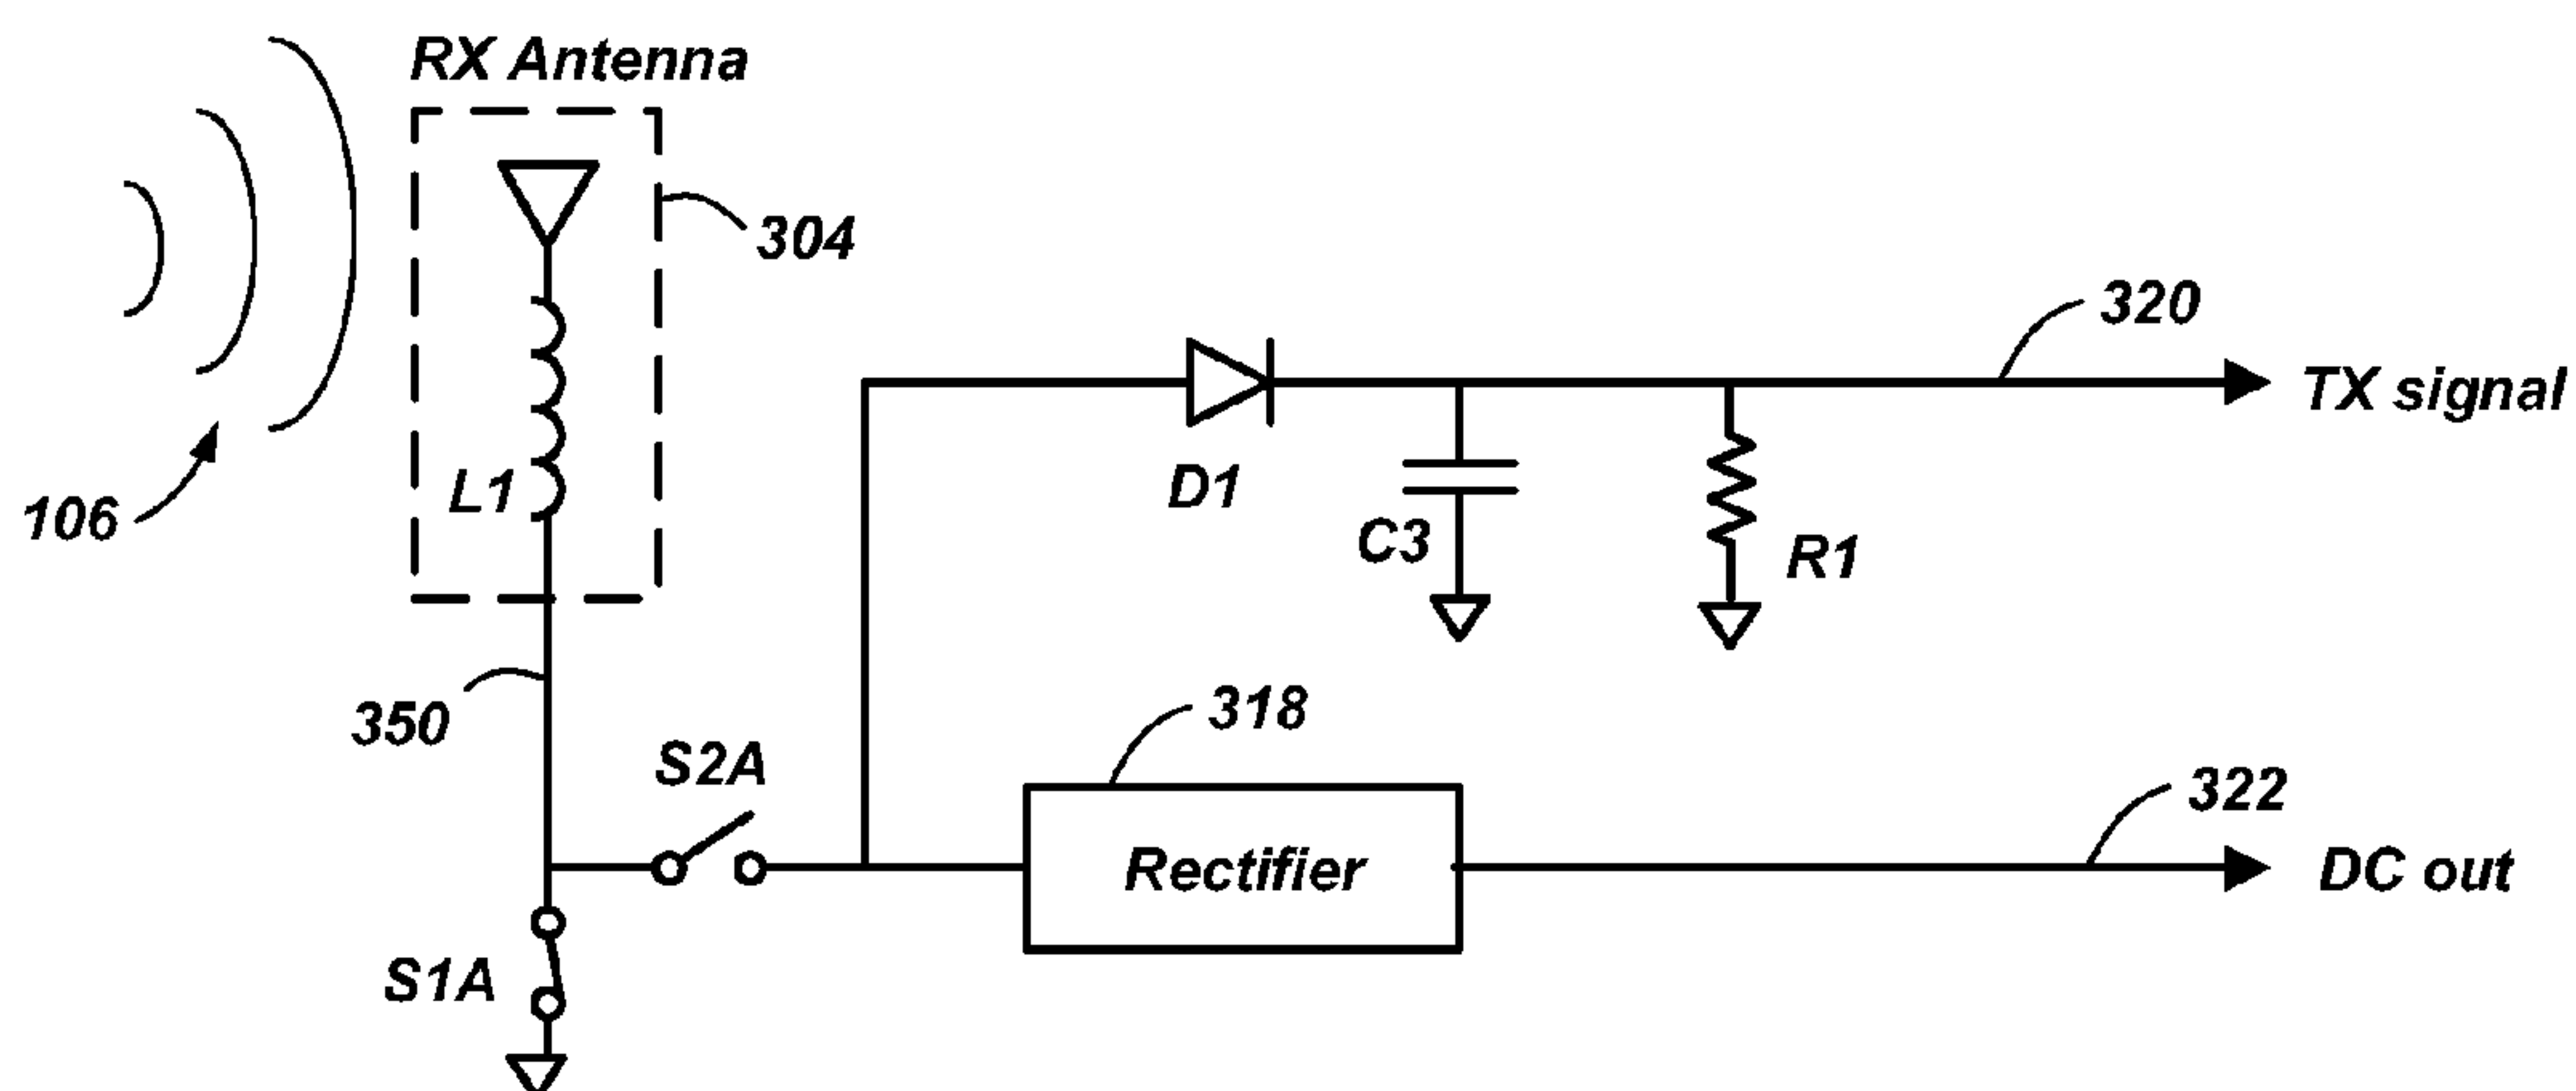 RX Antenna
304
320
TX signal
L1
D1
106
C3
R1
350
318
S2A
322
Rectifier
DC out
S1A